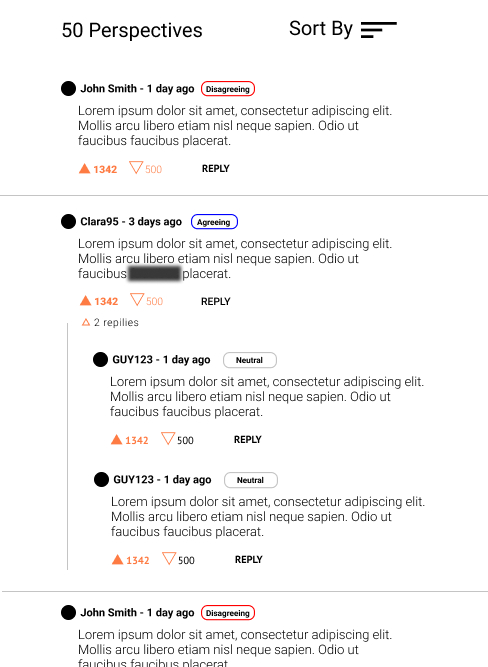 50 Perspectives
Sort By
John Smith - 1 day ago Disagreeing
Lorem ipsum dolor sit amet, consectetur adipiscing elit.
Mollis arcu libero etiam nisl neque sapien. Odio ut
faucibus faucibus placerat.
1342 500 REPLY
Clara95 - 3 days ago Agreeing
Lorem ipsum dolor sit amet, consectetur adipiscing elit.
Mollis arcu libero etiam nisl neque sapien. Odio ut
faucibus placerat.
1342 500 REPLY
2 repilies
GUY123 - 1 day ago Neutral
Lorem ipsum dolor sit amet, consectetur adipiscing elit.
Mollis arcu libero etiam nisl neque sapien. Odio ut
faucibus faucibus placerat.
1342 500 REPLY
GUY123 - 1 day ago Neutral
Lorem ipsum dolor sit amet, consectetur adipiscing elit.
Mollis arcu libero etiam nisl neque sapien. Odio ut
faucibus faucibus placerat.
1342 500 REPLY
John Smith - 1 day ago Disagreeing
Lorem ipsum dolor sit amet, consectetur adipiscing elit.
Mollis arcu libero etiam nisl neque sapien. Odio ut
faucibus faucibus placerat.